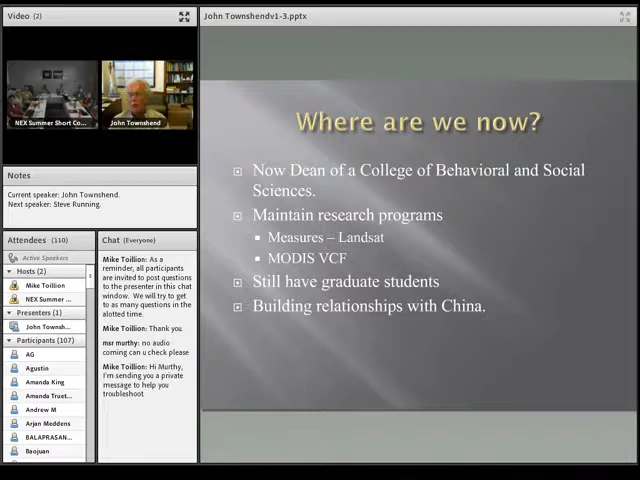 Video (2)
NEX Summer Short Co...
John Townshend
Notes
Current speaker: John Townshend.
Next speaker: Steve Running.
Attendees (110)
Active Speakers
Hosts (2)
Mike Toillion
NEX Summer ...
Presenters (1)
John Townsh...
Participants (107)
AG
Agustin
Amanda King
Amanda Truet...
Andrew M
Arjan Meddens
BALAPRASAN...
Baojuan
Chat (Everyone)
Mike Toillion: As a
reminder, all participants
are invited to post questions
to the presenter in this chat
window. We will try to get
to as many questions in the
alotted time.
Mike Toillion: Thank you.
msr murthy: no audio
coming can u check please
Mike Toillion: Hi Murthy,
I'm sending you a private
message to help you
troubleshoot
John Townshendv1-3.pptx
Where are we now?
Now Dean of a College of Behavioral and Social
Sciences.
Maintain research programs
Measures – Landsat
MODIS VCF
Still have graduate students
Building relationships with China.